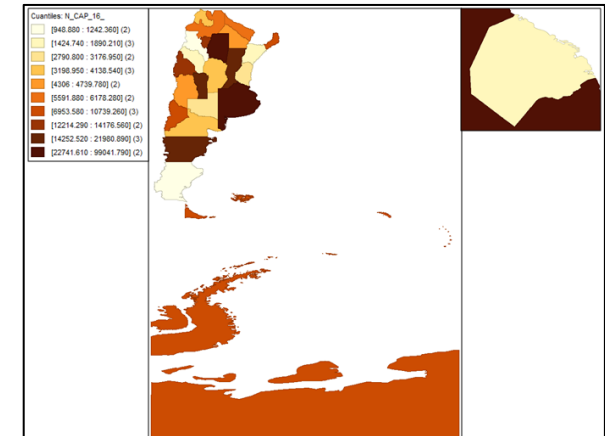 Cuantiles: N_CAP_16_
[948.880 : 1242.360] (2)
[1424.740 : 1890.210] (3)
[2790.800 : 3176.950] (2)
[3198.950 : 4138.540] (3)
[4306 : 4739.780] (2)
[5591.880 : 6178.280] (2)
[6953.580 : 10739.260] (3)
[12214.290 : 14176.560] (2)
[14252.520 : 21980.890] (3)
[22741.610 : 99041.790] (2)